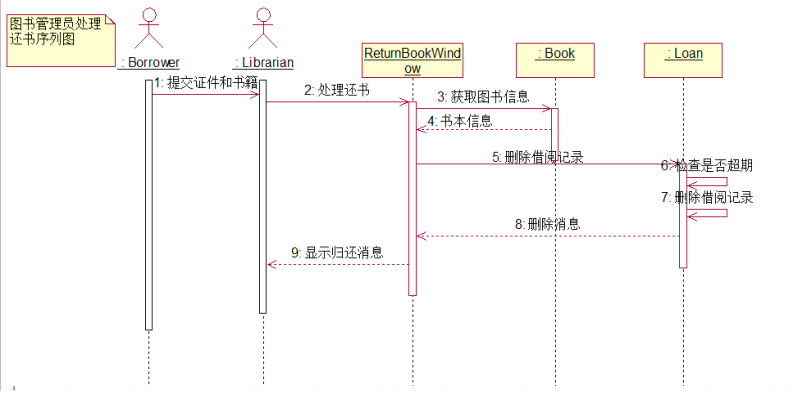 图书管理员处理
还书序列图
: Borrower
: Librarian
ReturnBookWind
ow
: Book
: Loan
1: 提交证件和书籍
2: 处理还书
3: 获取图书信息
4: 书本信息
5: 删除借阅记录
6: 检查是否超期
7: 删除借阅记录
8: 删除消息
9: 显示归还消息